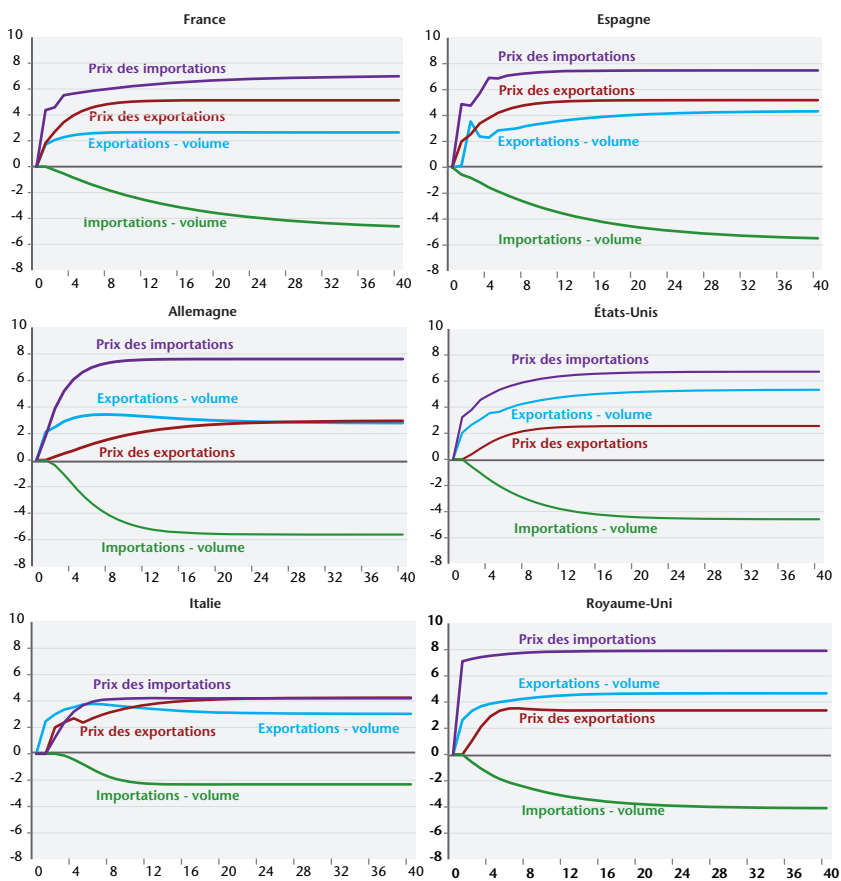 France
10
8
6
4
2
0
-2
-4
-6
-8
Prix des importations
Prix des exportations
Exportations - volume
Importations - volume
0 4 8 12 16 20 24 28 32 36 40
Espagne
10
8
6
4
2
0
-2
-4
-6
-8
Prix des importations
Prix des exportations
Exportations - volume
Importations - volume
0 4 8 12 16 20 24 28 32 36 40
Allemagne
10
8
6
4
2
0
-2
-4
-6
-8
Prix des importations
Exportations - volume
Prix des exportations
Importations - volume
0 4 8 12 16 20 24 28 32 36 40
États-Unis
10
8
6
4
2
0
-2
-4
-6
-8
Prix des importations
Exportations - volume
Prix des exportations
Importations - volume
0 4 8 12 16 20 24 28 32 36 40
Italie
10
8
6
4
2
0
-2
-4
-6
-8
Prix des importations
Exportations - volume
Prix des exportations
Importations - volume
0 4 8 12 16 20 24 28 32 36 40
Royaume-Uni
10
8
6
4
2
0
-2
-4
-6
-8
Prix des importations
Exportations - volume
Prix des exportations
Importations - volume
0 4 8 12 16 20 24 28 32 36 40